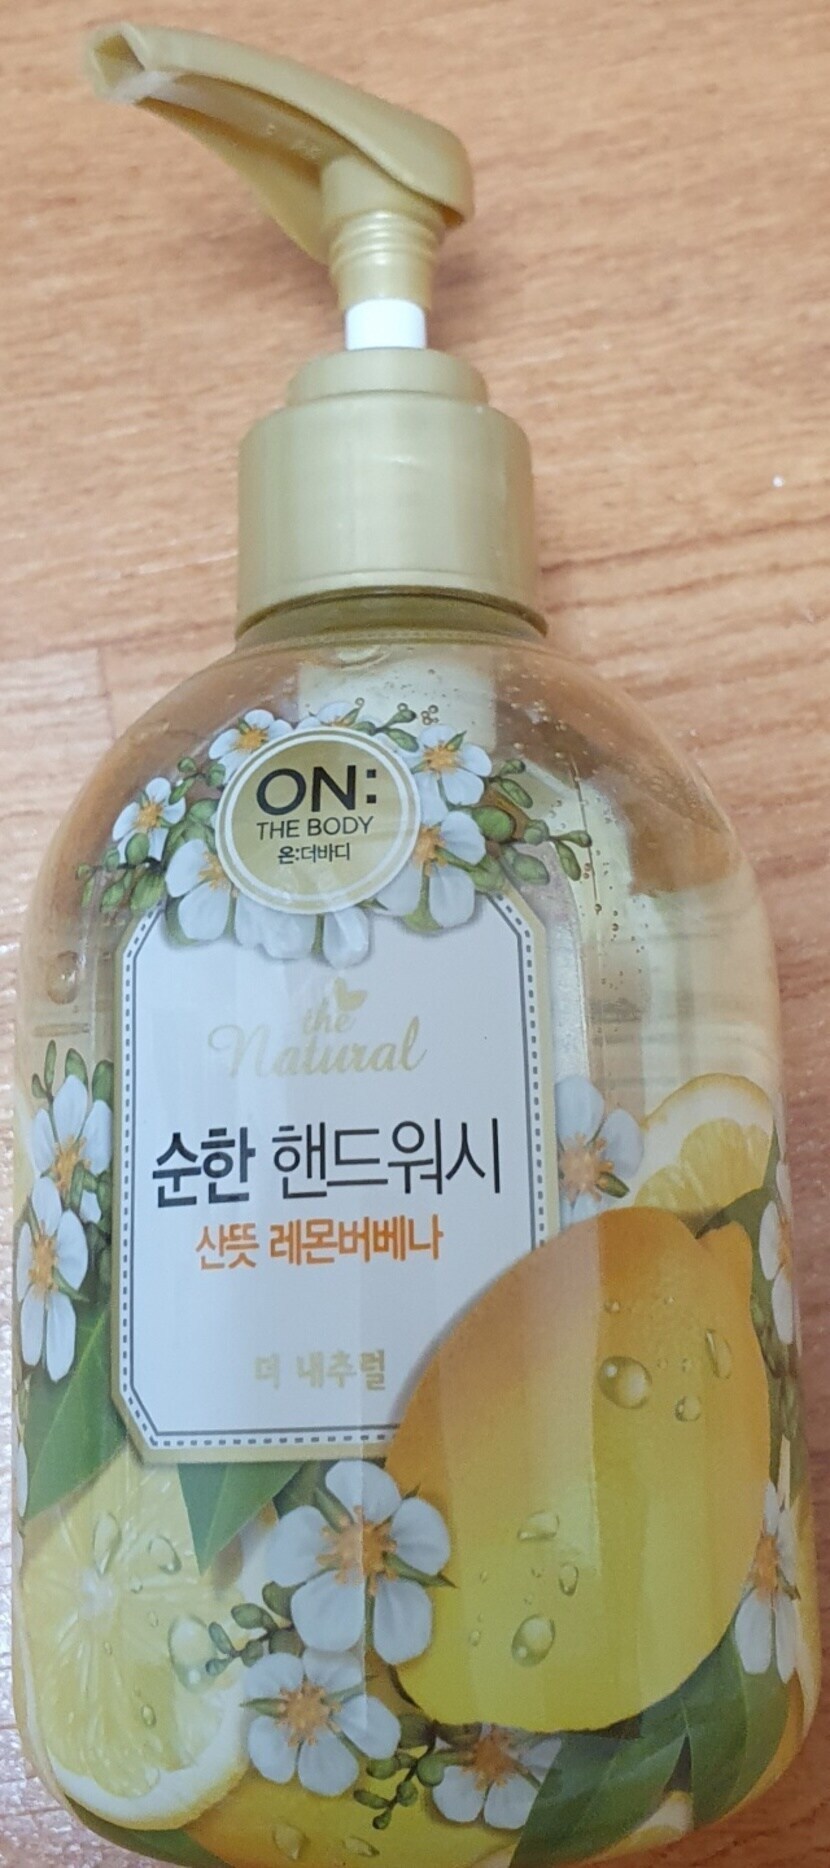 ON:
THE BODY
온:더바디
the
Natural
순한 핸드워시
산뜻 레몬버베나
더 내추럴